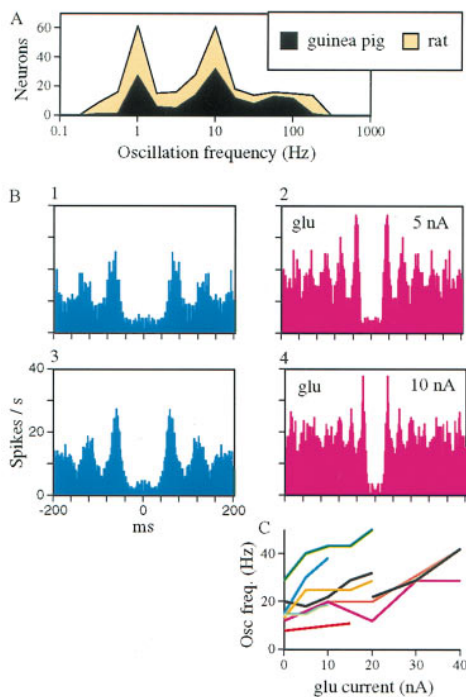 A
Neurons
60
40
20
0
guinea pig
rat
0.1
1
10
100
1000
Oscillation frequency (Hz)
B
1
2
glu
5 nA
3
4
40
20
0
Spikes / s
-200
0
200
ms
glu
10 nA
C
Osc freq. (Hz)
40
20
0
0
10
20
30
40
glu current (nA)